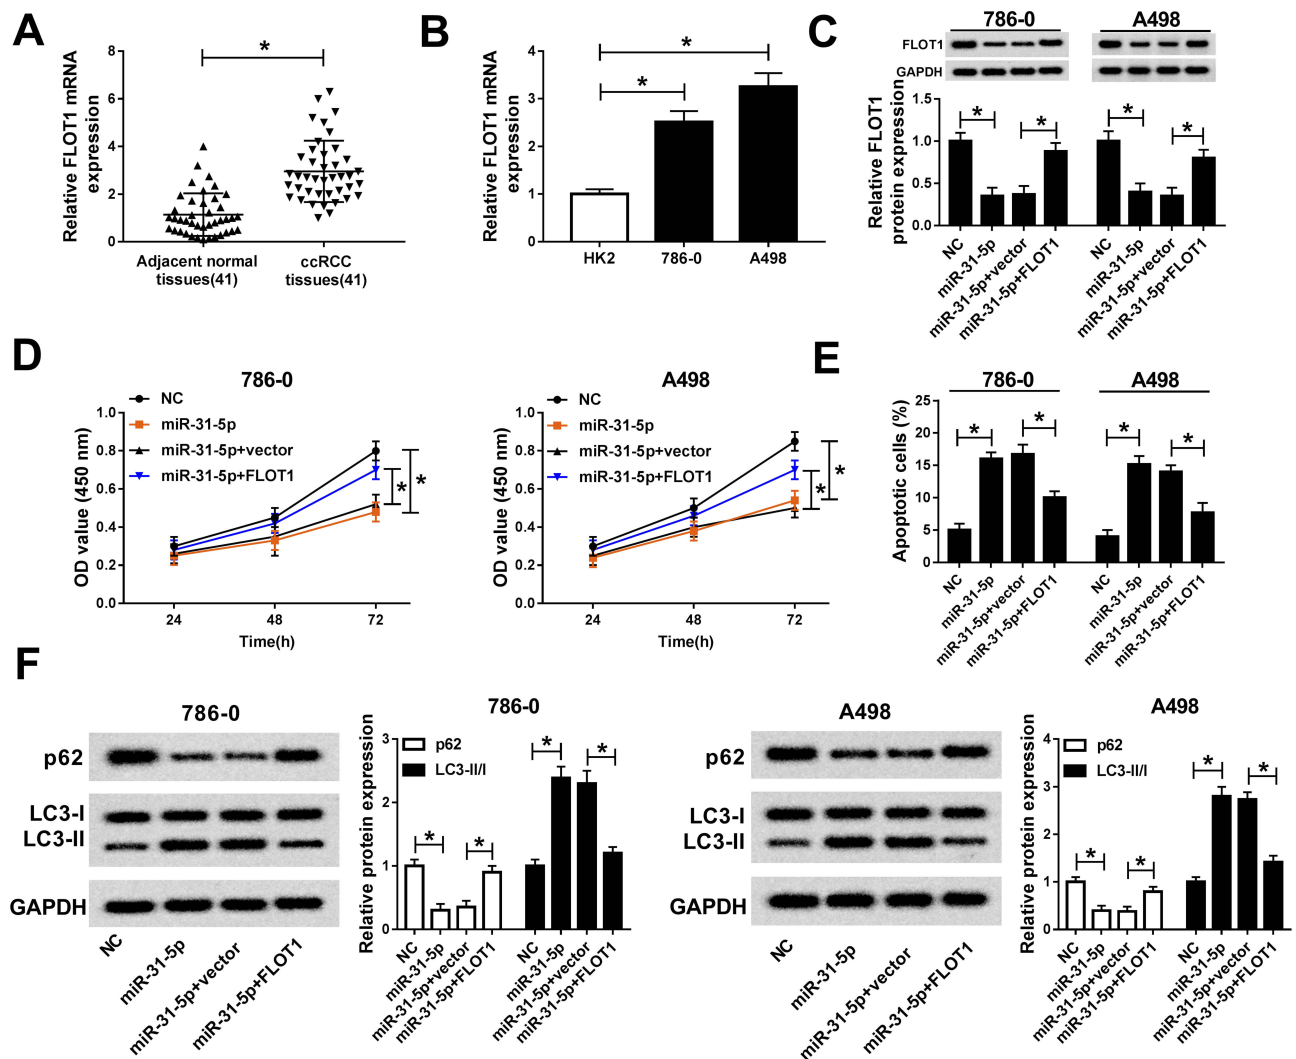 A
Relative FLOT1 mRNA
expression
8
6
4
2
0
*
Adjacent normal
tissues(41)
ccRCC
tissues(41)
B
Relative FLOT1 mRNA
expression
4
3
2
1
0
*
*
HK2
786-0
A498
C
786-0
A498
FLOT1
GAPDH
Relative FLOT1
protein expression
1.5
1.0
0.5
0.0
*
*
*
*
NC
miR-31-5p
miR-31-5p+vector
miR-31-5p+FLOT1
NC
miR-31-5p
miR-31-5p+vector
miR-31-5p+FLOT1
D
786-0
NC
miR-31-5p
miR-31-5p+vector
miR-31-5p+FLOT1
OD value (450 nm)
1.0
0.8
0.6
0.4
0.2
0.0
*
*
24
48
72
Time(h)
A498
NC
miR-31-5p
miR-31-5p+vector
miR-31-5p+FLOT1
OD value (450 nm)
1.0
0.8
0.6
0.4
0.2
0.0
*
*
24
48
72
Time(h)
E
786-0
A498
Apoptotic cells (%)
25
20
15
10
5
0
*
*
*
*
NC
miR-31-5p
miR-31-5p+vector
miR-31-5p+FLOT1
NC
miR-31-5p
miR-31-5p+vector
miR-31-5p+FLOT1
F
786-0
p62
LC3-I
LC3-II
GAPDH
NC
miR-31-5p
miR-31-5p+vector
miR-31-5p+FLOT1
786-0
Relative protein expression
3
2
1
0
p62
LC3-II/I
*
*
*
*
NC
miR-31-5p
miR-31-5p+vector
miR-31-5p+FLOT1
NC
miR-31-5p
miR-31-5p+vector
miR-31-5p+FLOT1
A498
p62
LC3-I
LC3-II
GAPDH
NC
miR-31-5p
miR-31-5p+vector
miR-31-5p+FLOT1
A498
Relative protein expression
4
3
2
1
0
p62
LC3-II/I
*
*
*
*
NC
miR-31-5p
miR-31-5p+vector
miR-31-5p+FLOT1
NC
miR-31-5p
miR-31-5p+vector
miR-31-5p+FLOT1